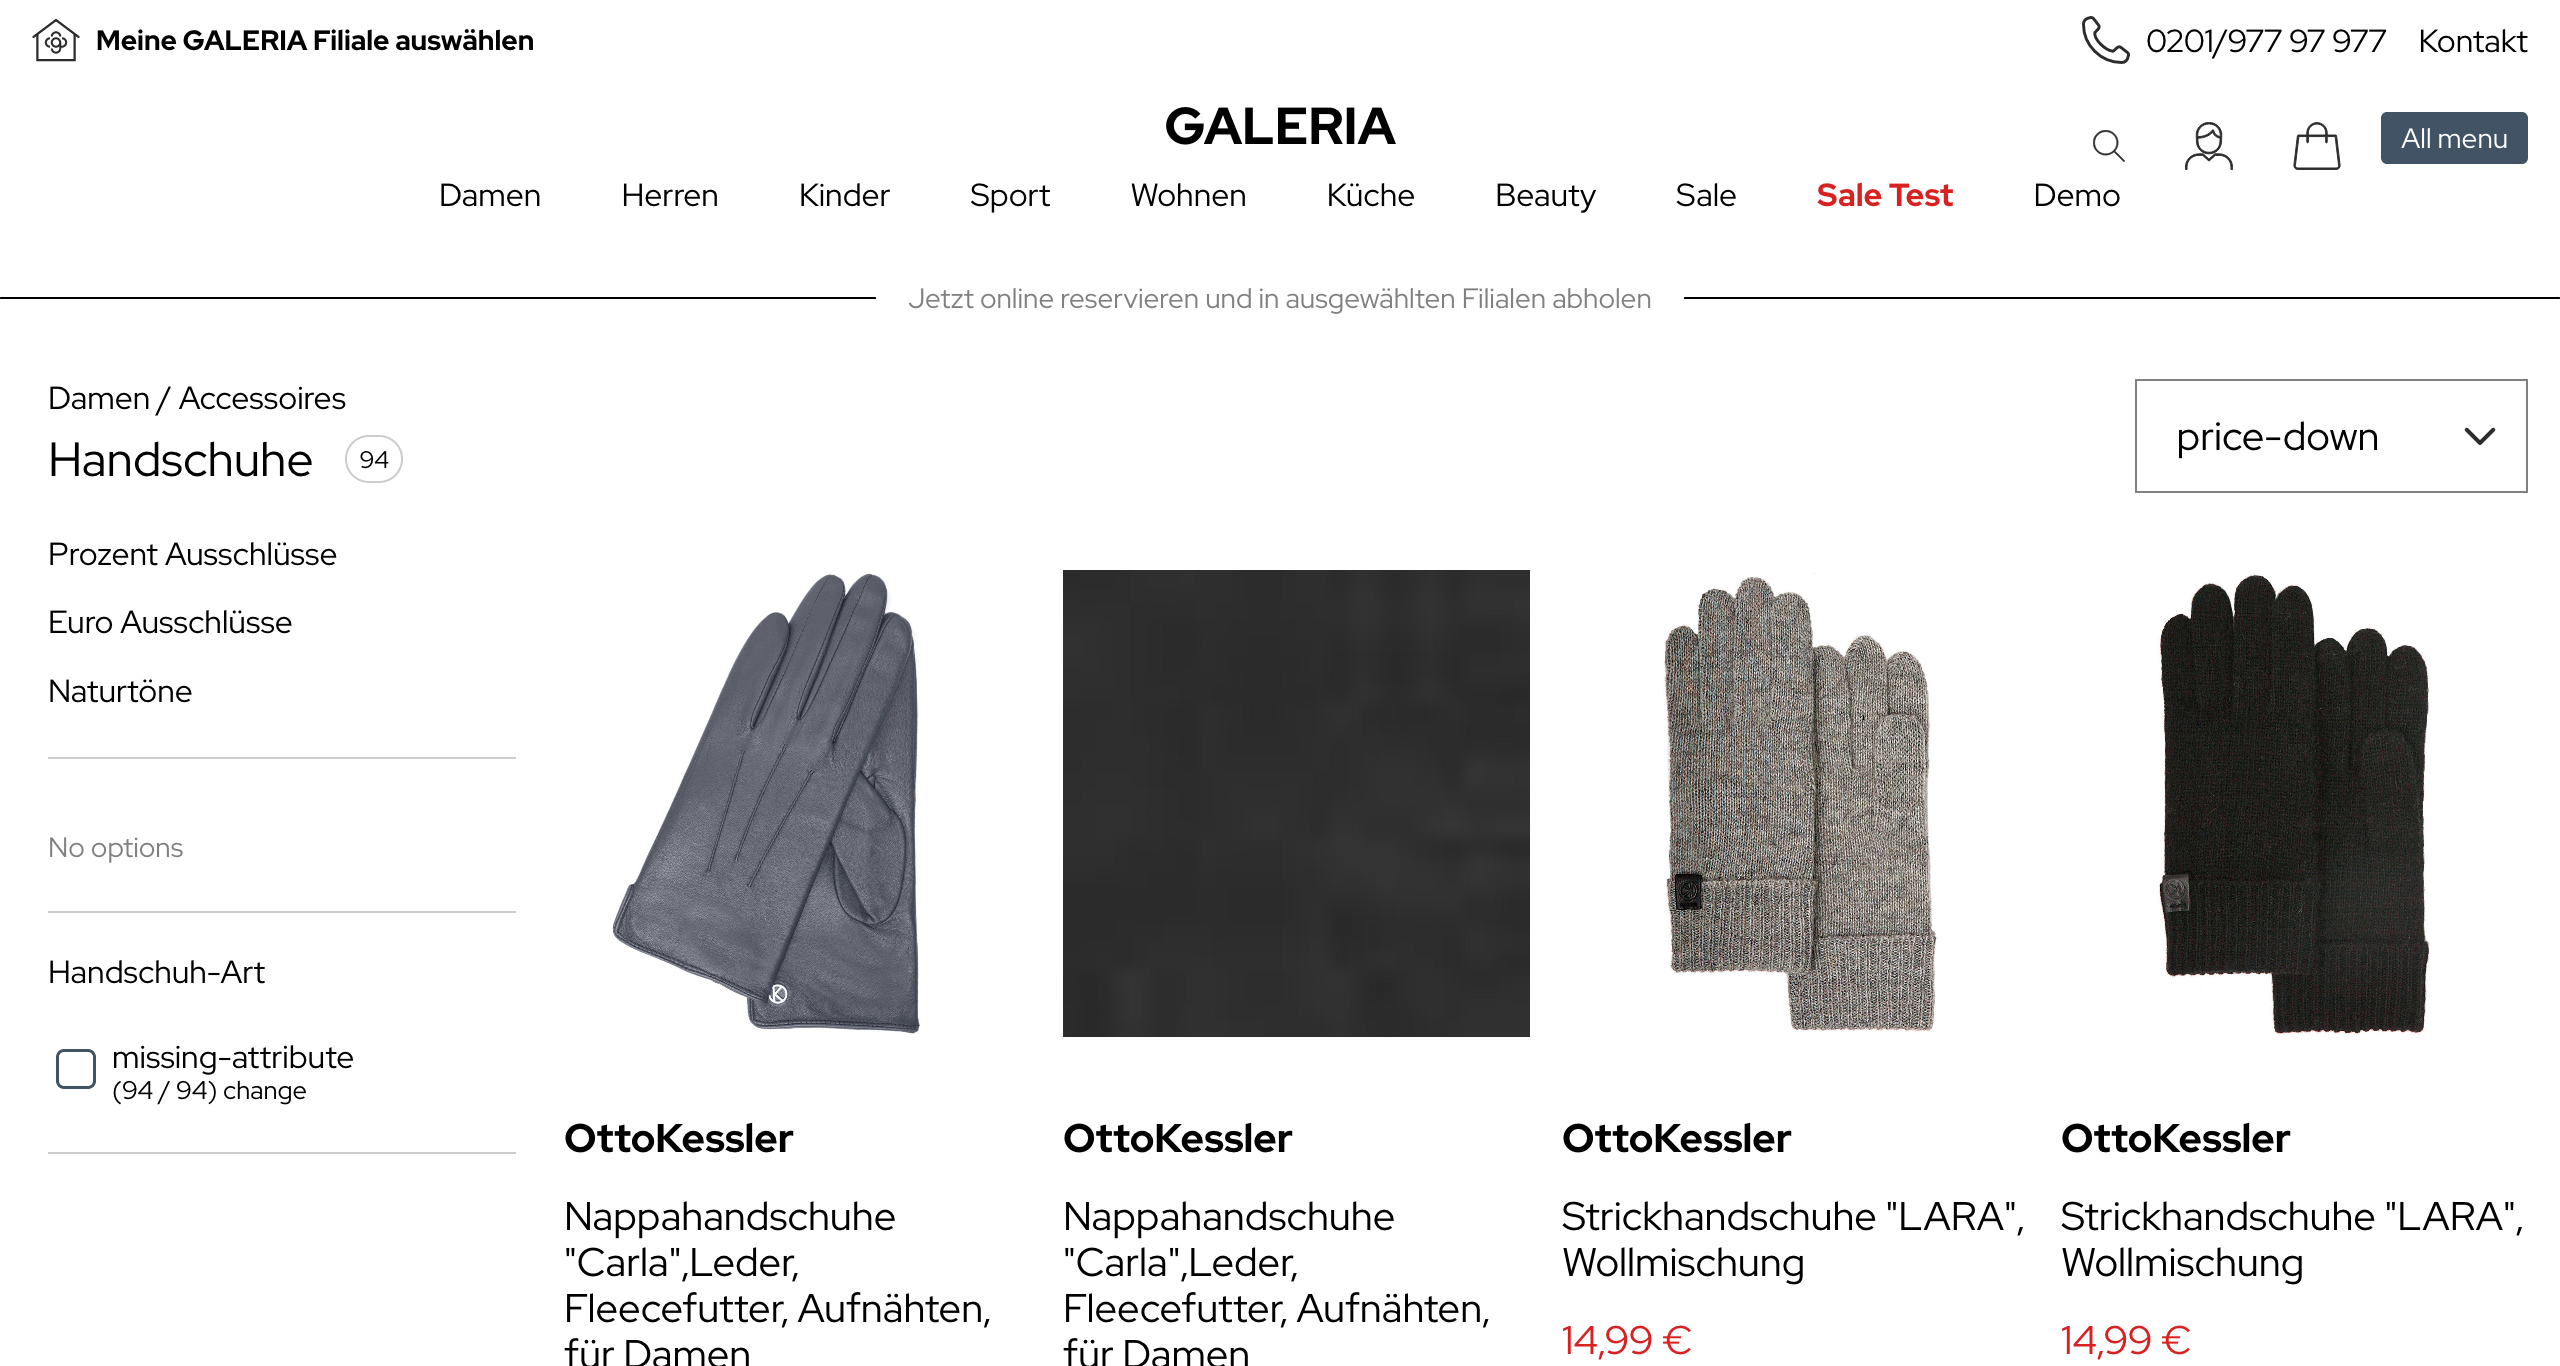 Meine GALERIA Filiale auswählen
0201/977 97 977 Kontakt
GALERIA
All menu
Damen Herren Kinder Sport Wohnen Küche Beauty Sale Sale Test Demo
Jetzt online reservieren und in ausgewählten Filialen abholen
Damen / Accessoires
Handschuhe 94
price-down
Prozent Ausschlüsse
Euro Ausschlüsse
Naturtöne
No options
Handschuh-Art
missing-attribute
(94 / 94) change
OttoKessler
Nappahandschuhe
"Carla",Leder,
Fleecefutter, Aufnähten,
für Damen
OttoKessler
Nappahandschuhe
"Carla",Leder,
Fleecefutter, Aufnähten,
für Damen
OttoKessler
Strickhandschuhe "LARA",
Wollmischung
14,99 €
OttoKessler
Strickhandschuhe "LARA",
Wollmischung
14,99 €